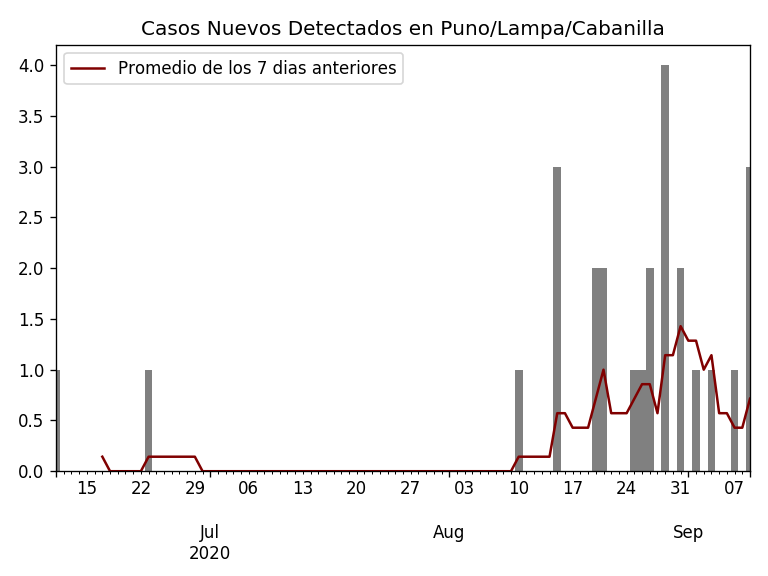 Casos Nuevos Detectados en Puno/Lampa/Cabanilla
Promedio de los 7 dias anteriores
4.0
3.5
3.0
2.5
2.0
1.5
1.0
0.5
0.0
15 22 29 06 13 20 27 03 10 17 24 31 07
Jul Aug Sep
2020